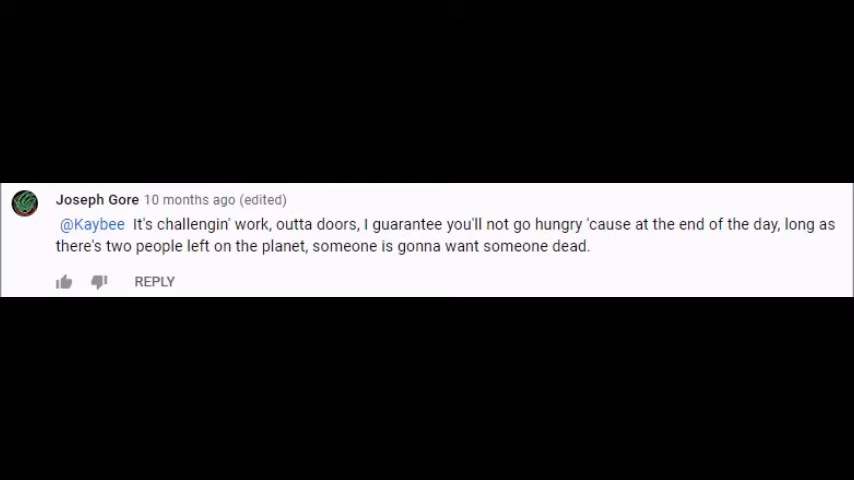 Joseph Gore 10 months ago (edited)
@Kaybee It's challengin' work, outta doors, I guarantee you'll not go hungry 'cause at the end of the day, long as
there's two people left on the planet, someone is gonna want someone dead.
REPLY